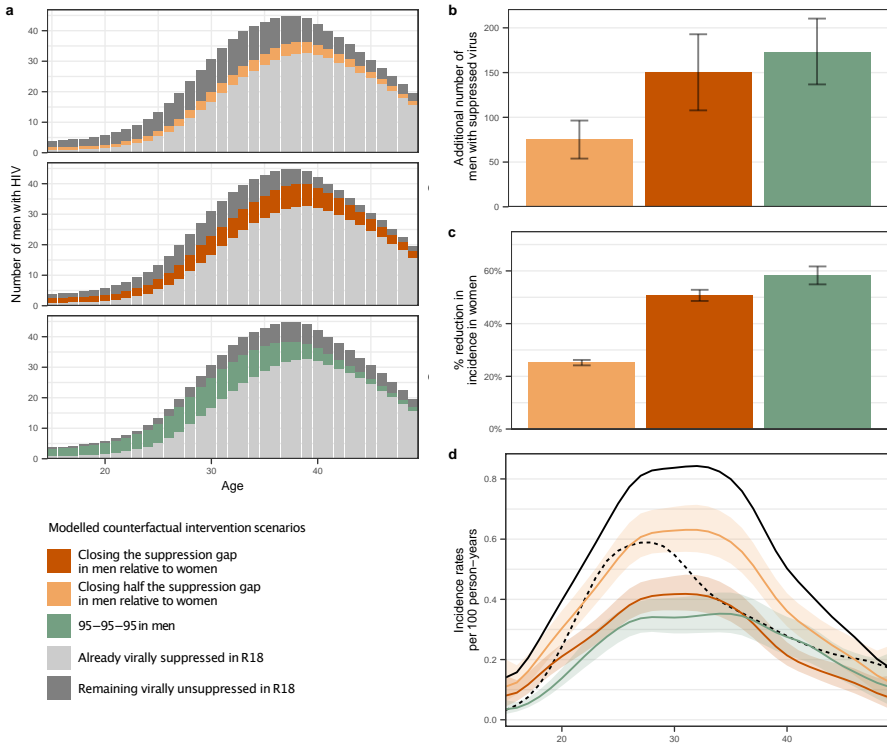 a
40
30
20
10
0
40
30
20
10
0
40
30
20
10
0
Number of men with HIV
20
30
40
Age
Modelled counterfactual intervention scenarios
Closing the suppression gap
in men relative to women
Closing half the suppression gap
in men relative to women
95–95–95 in men
Already virally suppressed in R18
Remaining virally unsuppressed in R18
b
Additional number of
men with suppressed virus
200
150
100
50
0
c
% reduction in
incidence in women
60%
40%
20%
0%
d
Incidence rates
per 100 person–years
0.8
0.6
0.4
0.2
0.0
20
30
40